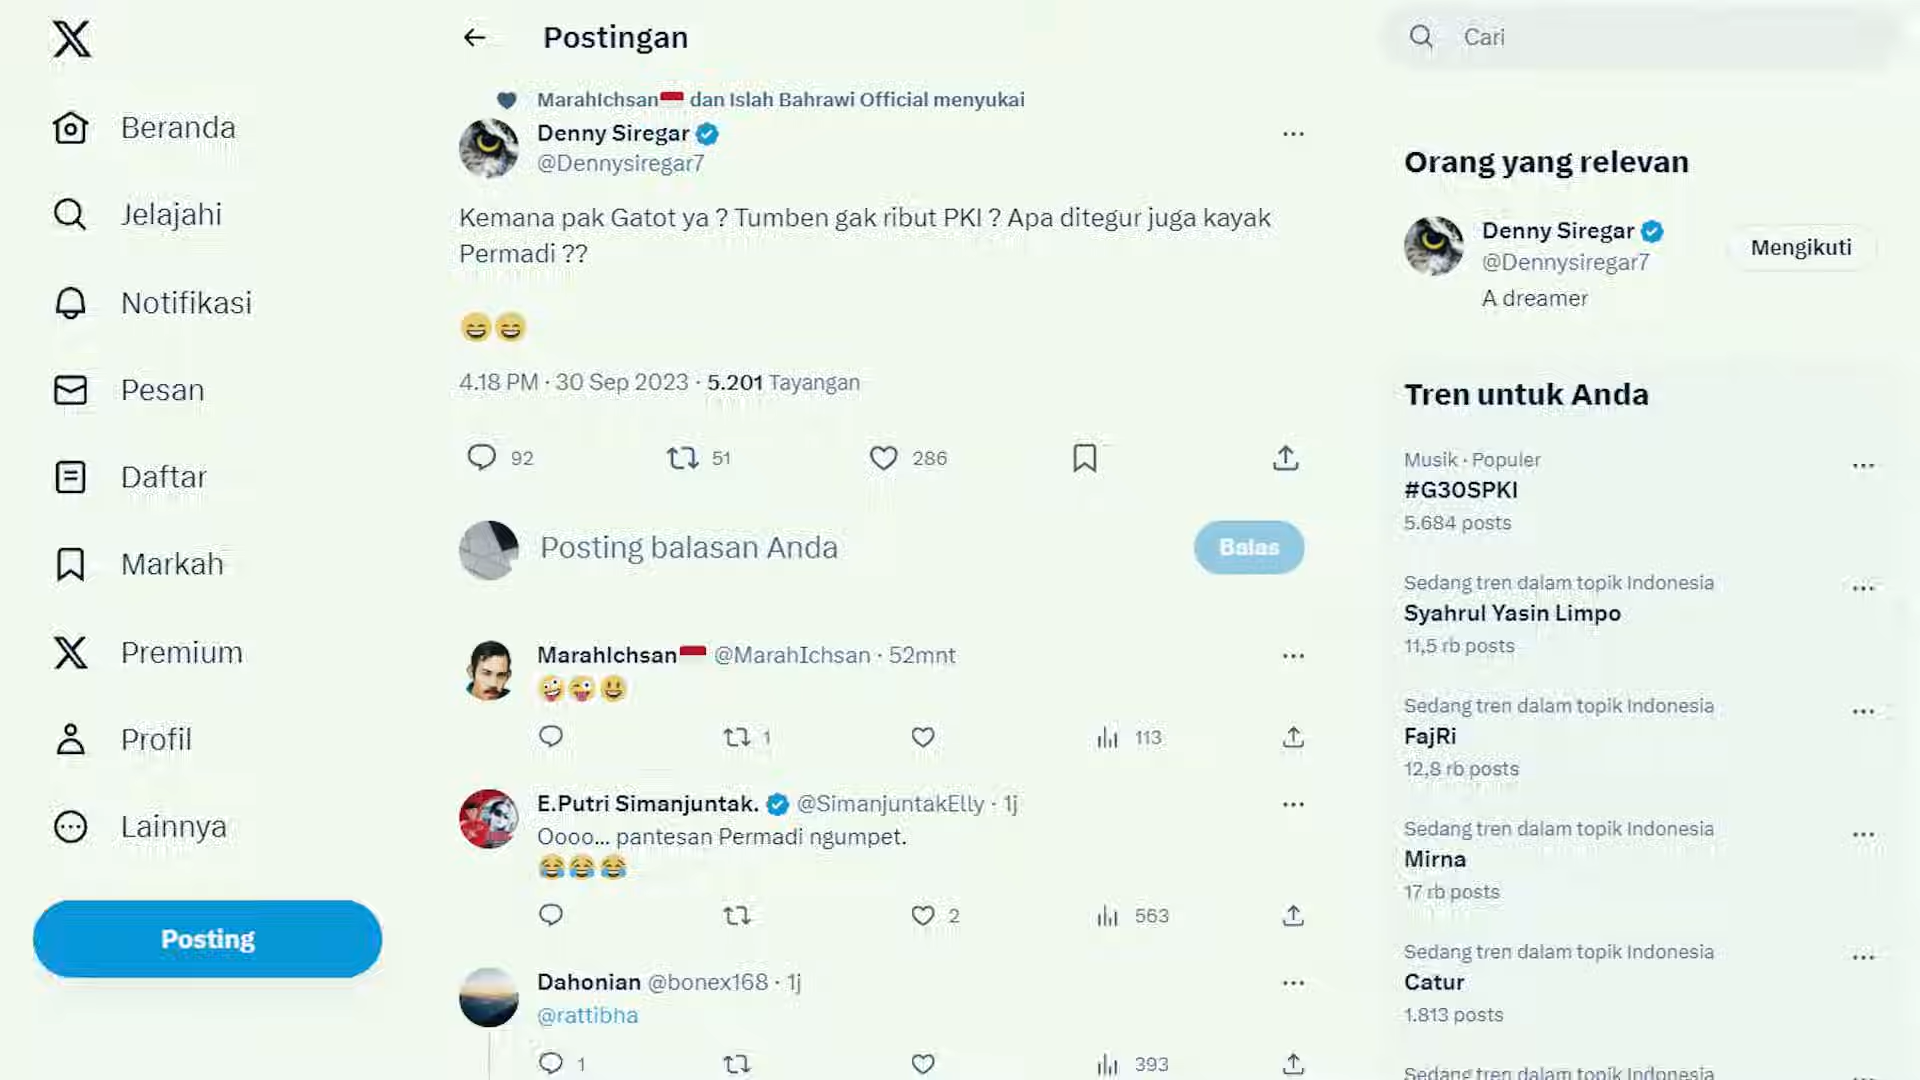 Beranda
Jelajahi
Notifikasi
Pesan
Daftar
Markah
Premium
Profil
Lainnya
Posting
Postingan
MarahIchsan🇮🇩 dan Islah Bahrawi Official menyukai
Denny Siregar
@Dennysiregar7
Kemana pak Gatot ya ? Tumben gak ribut PKI ? Apa ditegur juga kayak
Permadi ??
😄😄
4.18 PM · 30 Sep 2023 · 5.201 Tayangan
92 51 286
Posting balasan Anda
Balas
MarahIchsan🇮🇩 @MarahIchsan · 52mnt
🤪😜😃
1 113
E.Putri Simanjuntak. @SimanjuntakElly · 1j
Oooo... pantesan Permadi ngumpet.
😂😂😂
2 563
Dahonian @bonex168 · 1j
@rattibha
1 393
Cari
Orang yang relevan
Denny Siregar
@Dennysiregar7
Mengikuti
A dreamer
Tren untuk Anda
Musik · Populer
#G30SPKI
5.684 posts
Sedang tren dalam topik Indonesia
Syahrul Yasin Limpo
11,5 rb posts
Sedang tren dalam topik Indonesia
FajRi
12,8 rb posts
Sedang tren dalam topik Indonesia
Mirna
17 rb posts
Sedang tren dalam topik Indonesia
Catur
1.813 posts
Sedang tren dalam topik Indonesia